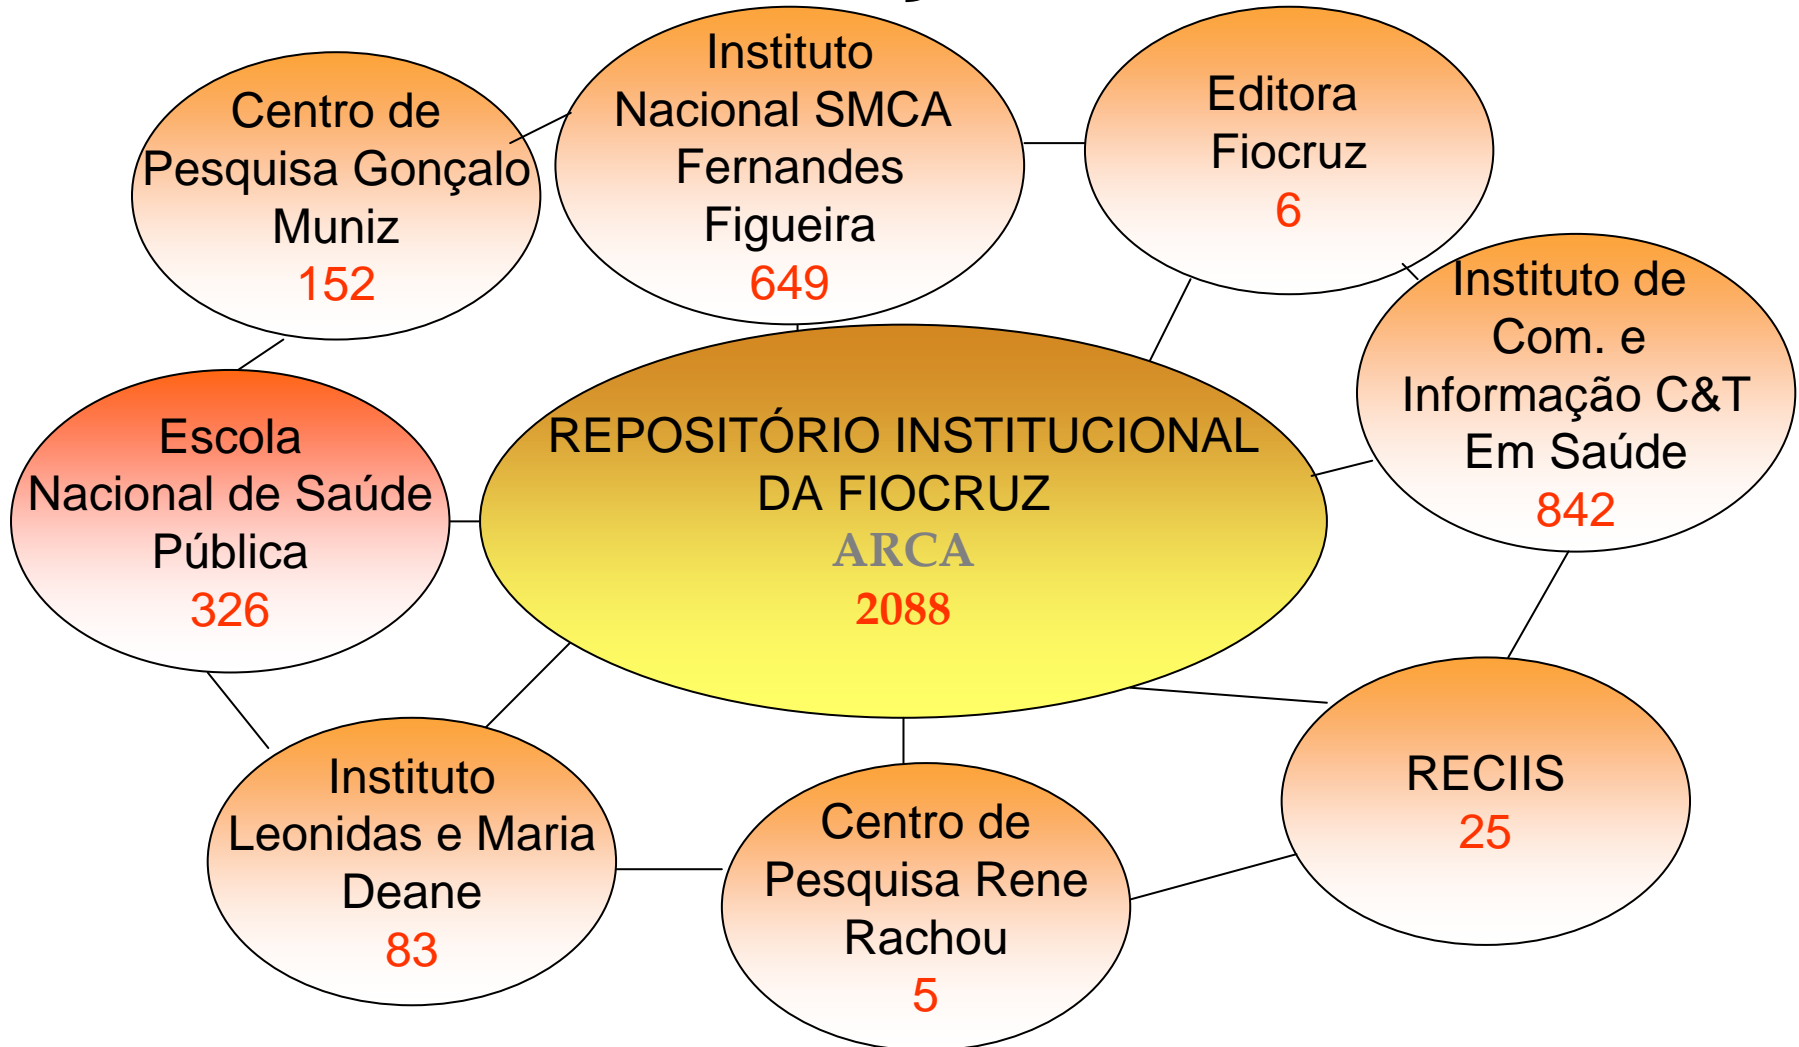 Centro de
Pesquisa Gonçalo
Muniz
152
Instituto
Nacional SMCA
Fernandes
Figueira
649
Editora
Fiocruz
6
Instituto de
Com. e
Informação C&T
Em Saúde
842
Escola
Nacional de Saúde
Pública
326
REPOSITÓRIO INSTITUCIONAL
DA FIOCRUZ
ARCA
2088
Instituto
Leonidas e Maria
Deane
83
Centro de
Pesquisa Rene
Rachou
5
RECIIS
25